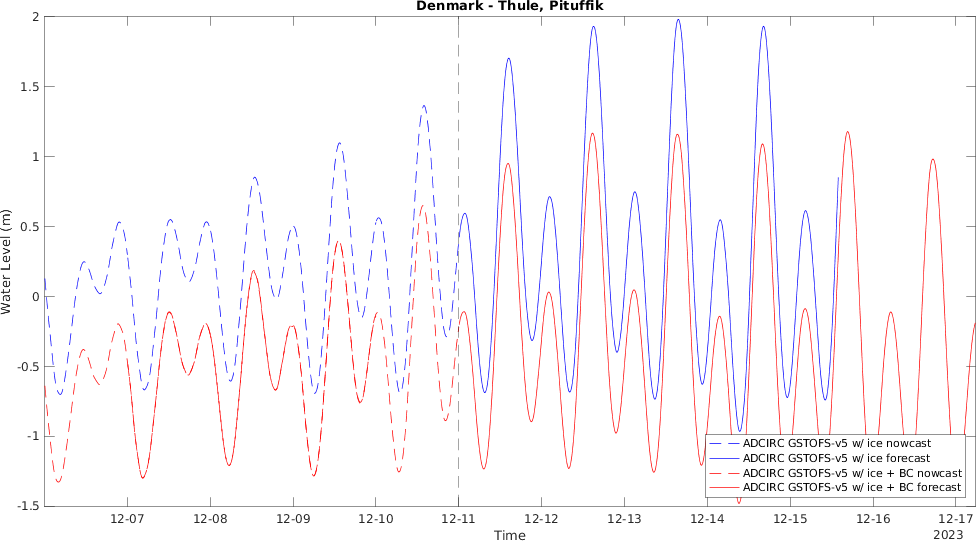 Denmark - Thule, Pituffik
2
1.5
1
0.5
0
-0.5
-1
-1.5
Water Level (m)
12-07 12-08 12-09 12-10 12-11 12-12 12-13 12-14 12-15 12-16 12-17
Time
2023
ADCIRC GSTOFS-v5 w/ ice nowcast
ADCIRC GSTOFS-v5 w/ ice forecast
ADCIRC GSTOFS-v5 w/ ice + BC nowcast
ADCIRC GSTOFS-v5 w/ ice + BC forecast